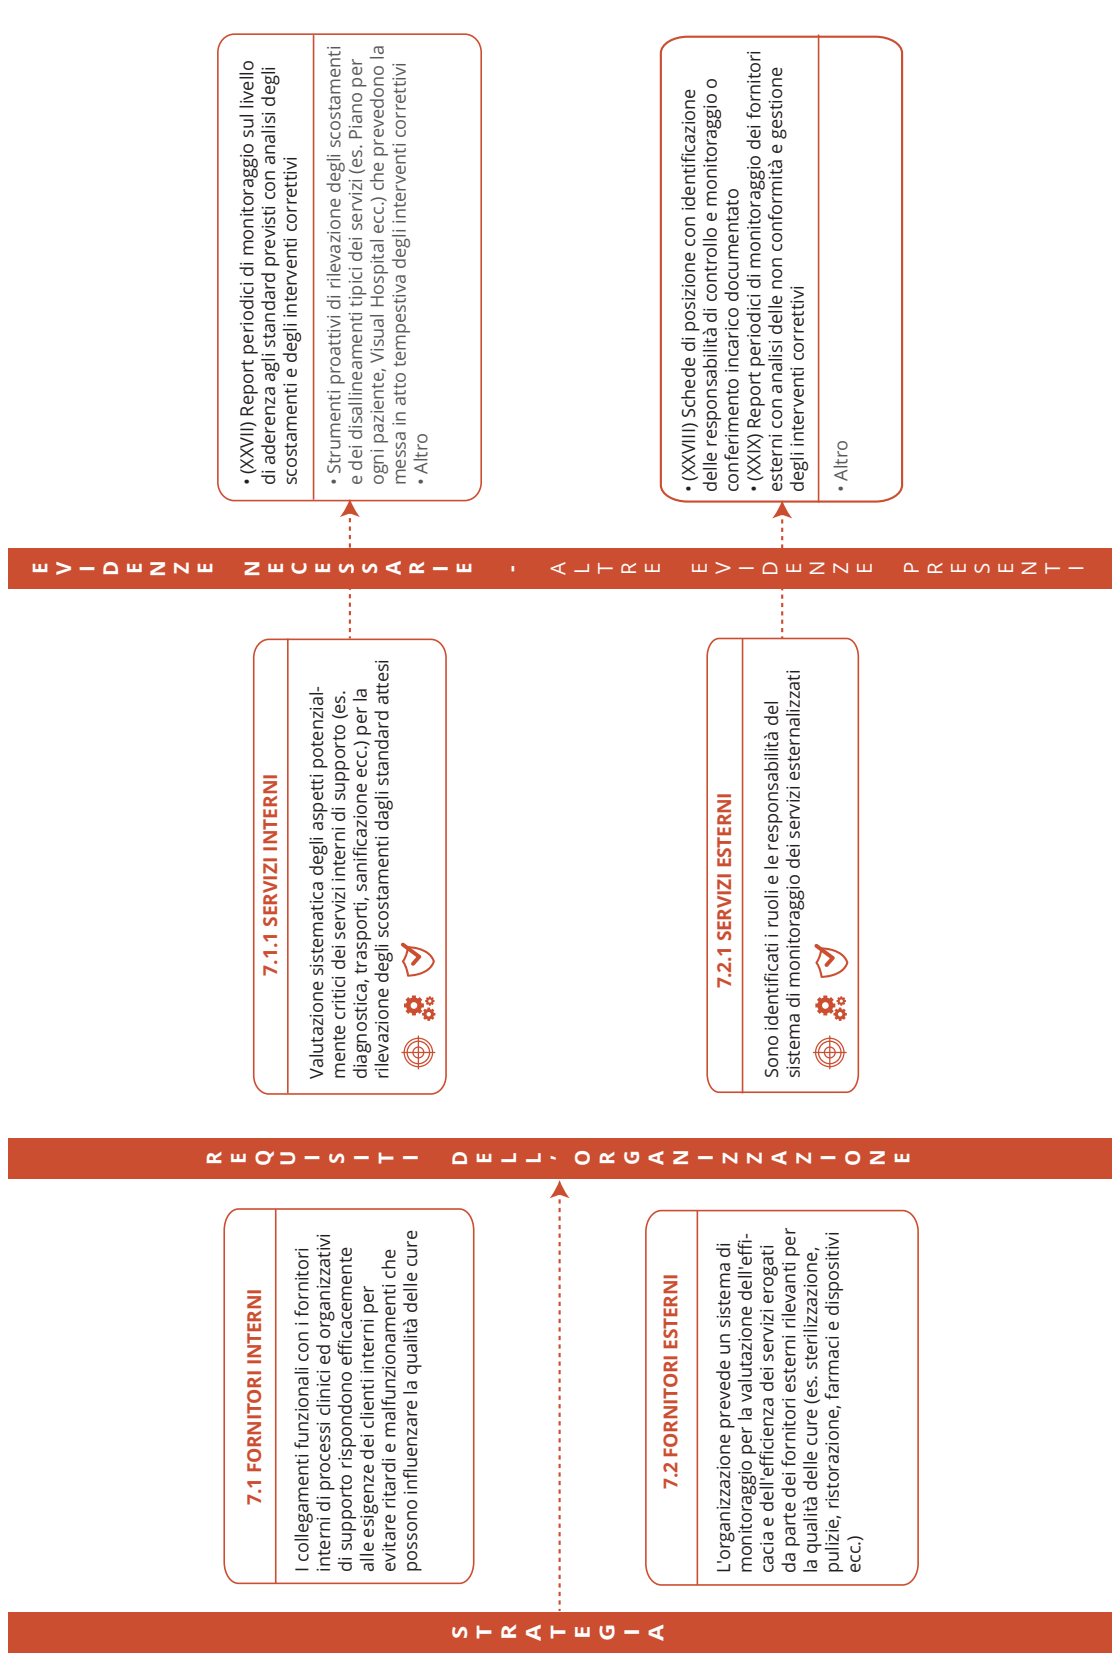 STRATEGIA
7.1 FORNITORI INTERNI
I collegamenti funzionali con i fornitori
interni di processi clinici ed organizzativi
di supporto rispondono efficacemente
alle esigenze dei clienti interni per
evitare ritardi e malfunzionamenti che
possono influenzare la qualità delle cure
7.2 FORNITORI ESTERNI
L'organizzazione prevede un sistema di
monitoraggio per la valutazione dell'effi-
cacia e dell'efficienza dei servizi erogati
da parte dei fornitori esterni rilevanti per
la qualità delle cure (es. sterilizzazione,
pulizie, ristorazione, farmaci e dispositivi
ecc.)
REQUISITI DELL'ORGANIZZAZIONE
7.1.1 SERVIZI INTERNI
Valutazione sistematica degli aspetti potenzial-
mente critici dei servizi interni di supporto (es.
diagnostica, trasporti, sanificazione ecc.) per la
rilevazione degli scostamenti dagli standard attesi
7.2.1 SERVIZI ESTERNI
Sono identificati i ruoli e le responsabilità del
sistema di monitoraggio dei servizi esternalizzati
EVIDENZE NECESSARIE - ALTRE EVIDENZE PRESENTI
• (XXVII) Report periodici di monitoraggio sul livello
di aderenza agli standard previsti con analisi degli
scostamenti e degli interventi correttivi
• Strumenti proattivi di rilevazione degli scostamenti
e dei disallineamenti tipici dei servizi (es. Piano per
ogni paziente, Visual Hospital ecc.) che prevedono la
messa in atto tempestiva degli interventi correttivi
• Altro
• (XXVIII) Schede di posizione con identificazione
delle responsabilità di controllo e monitoraggio o
conferimento incarico documentato
• (XXIX) Report periodici di monitoraggio dei fornitori
esterni con analisi delle non conformità e gestione
degli interventi correttivi
• Altro